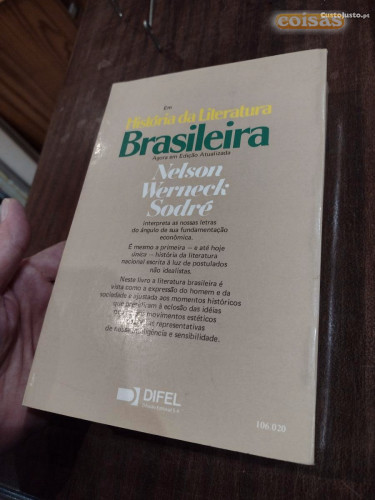 coisas
CustoJusto.pt
Em
História da Literatura
Brasileira
Agora em Edição Atualizada
Nelson
Werneck
Sodré
interpreta as nossas letras
do ângulo de sua fundamentação
econômica.
É mesmo a primeira — e até hoje
única — história da literatura
nacional escrita à luz de postulados
não idealistas.
Neste livro a literatura brasileira é
vista como a expressão do homem e da
sociedade e ajustada aos momentos históricos
que presidiram à eclosão das idéias
movimentos estéticos
representativas
de nossa inteligência e sensibilidade.
DIFEL
106.020